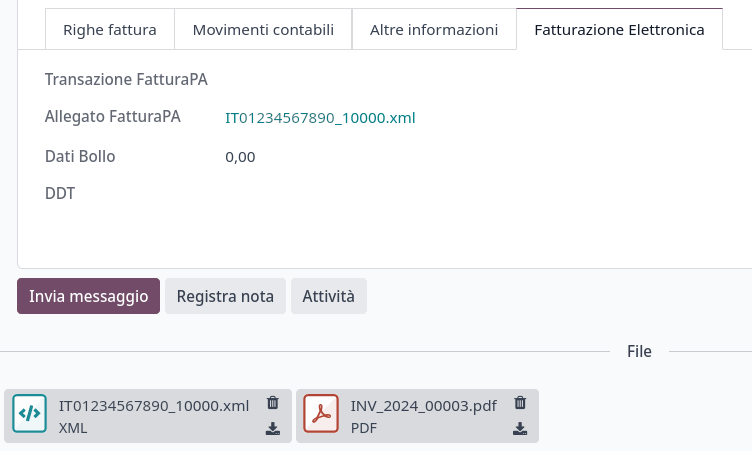 Righe fattura
Movimenti contabili
Altre informazioni
Fatturazione Elettronica
Transazione FatturaPA
Allegato FatturaPA IT01234567890_10000.xml
Dati Bollo 0,00
DDT
Invia messaggio
Registra nota
Attività
File
IT01234567890_10000.xml
XML
INV_2024_00003.pdf
PDF